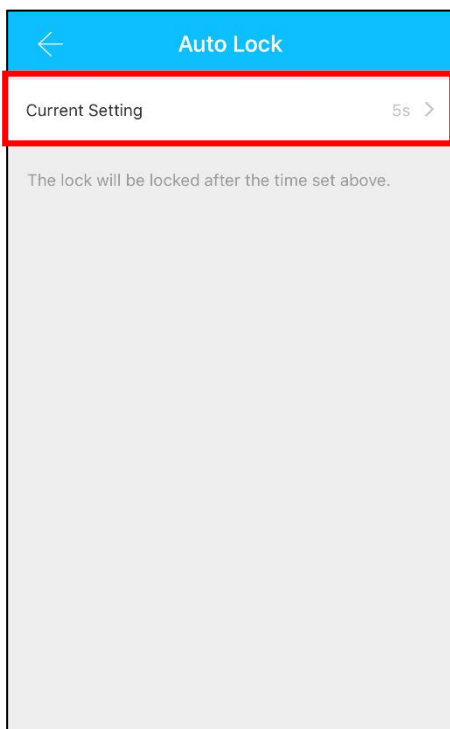 Auto Lock
Current Setting 5s
The lock will be locked after the time set above.